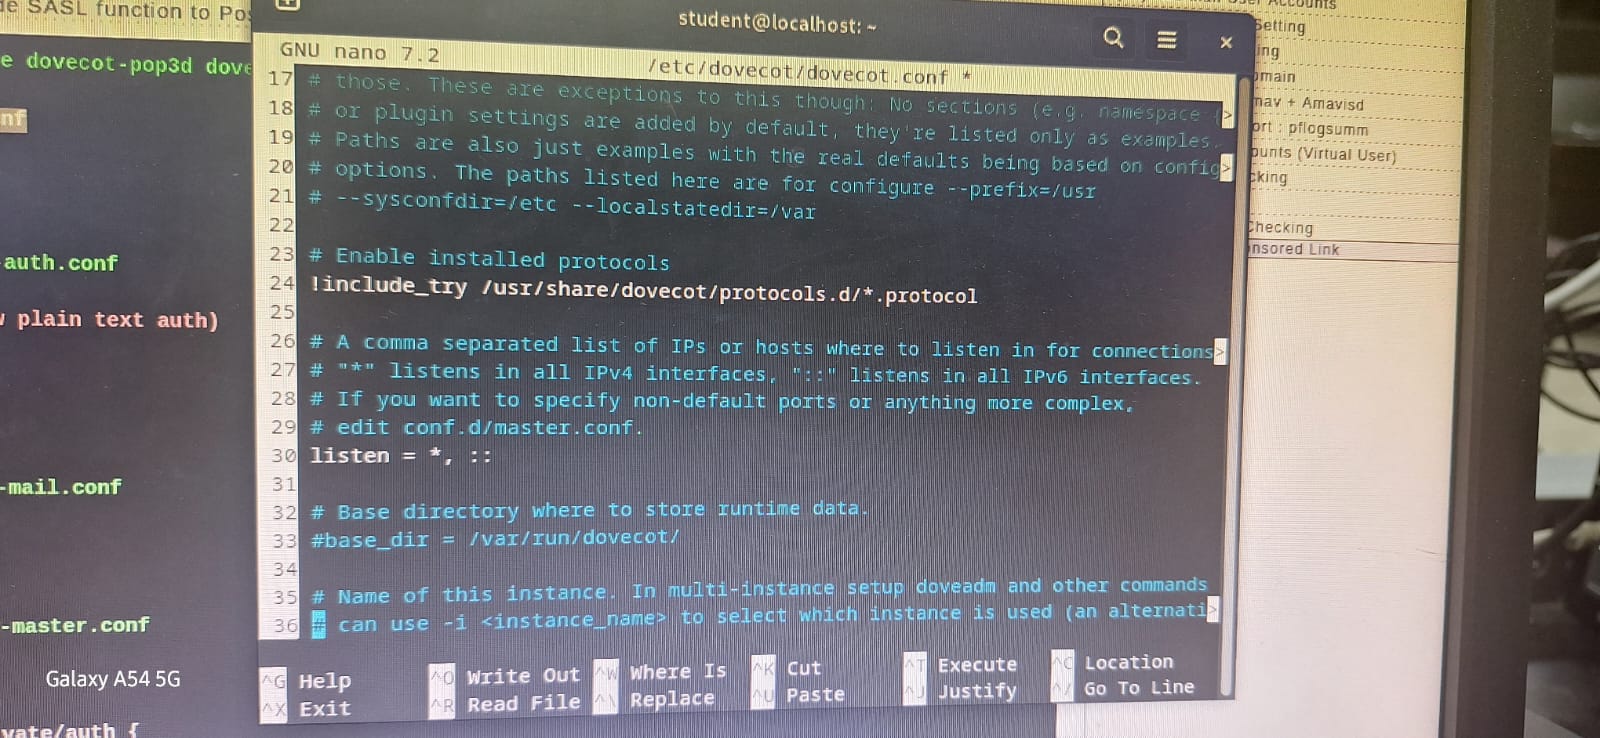 de SASL function to Pos
e dovecot-pop3d dove
nf
auth.conf
plain text auth)
-mail.conf
-master.conf
Galaxy A54 5G
vate/auth {
student@localhost: ~
GNU nano 7.2 /etc/dovecot/dovecot.conf *
17 # those. These are exceptions to this though: No sections (e.g. namespace {>
18 # or plugin settings are added by default, they're listed only as examples.
19 # Paths are also just examples with the real defaults being based on config>
20 # options. The paths listed here are for configure --prefix=/usr
21 # --sysconfdir=/etc --localstatedir=/var
22
23 # Enable installed protocols
24 !include_try /usr/share/dovecot/protocols.d/*.protocol
25
26 # A comma separated list of IPs or hosts where to listen in for connections>
27 # "*" listens in all IPv4 interfaces, "::" listens in all IPv6 interfaces.
28 # If you want to specify non-default ports or anything more complex,
29 # edit conf.d/master.conf.
30 listen = *, ::
31
32 # Base directory where to store runtime data.
33 #base_dir = /var/run/dovecot/
34
35 # Name of this instance. In multi-instance setup doveadm and other commands
36 # can use -i <instance_name> to select which instance is used (an alternati>
^G Help ^O Write Out ^W Where Is ^K Cut ^T Execute ^C Location
^X Exit ^R Read File ^\ Replace ^U Paste ^J Justify ^/ Go To Line
User Accounts
Setting
ing
omain
mav + Amavisd
ort : pflogsumm
ounts (Virtual User)
cking
Checking
nsored Link